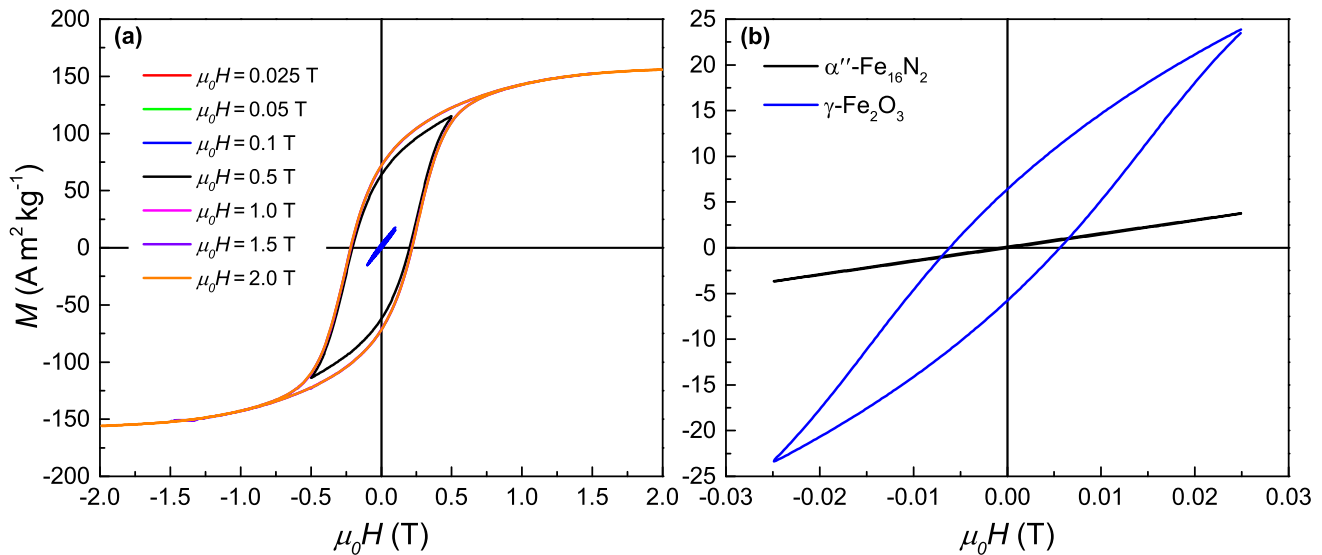 (a)
μ₀H = 0.025 T
μ₀H = 0.05 T
μ₀H = 0.1 T
μ₀H = 0.5 T
μ₀H = 1.0 T
μ₀H = 1.5 T
μ₀H = 2.0 T
200
150
100
50
0
-50
-100
-150
-200
M (A m² kg⁻¹)
-2.0 -1.5 -1.0 -0.5 0.0 0.5 1.0 1.5 2.0
μ₀H (T)
(b)
α′′-Fe₁₆N₂
γ-Fe₂O₃
25
20
15
10
5
0
-5
-10
-15
-20
-25
-0.03 -0.02 -0.01 0.00 0.01 0.02 0.03
μ₀H (T)